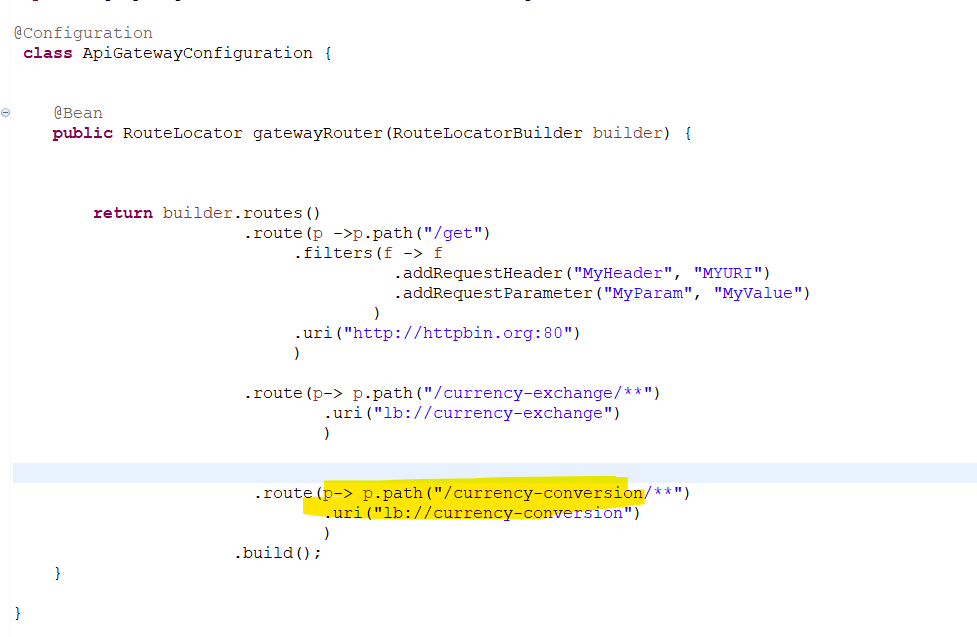 @Configuration
class ApiGatewayConfiguration {
@Bean
public RouteLocator gatewayRouter(RouteLocatorBuilder builder) {
return builder.routes()
.route(p ->p.path("/get")
.filters(f -> f
.addRequestHeader("MyHeader", "MYURI")
.addRequestParameter("MyParam", "MyValue")
)
.uri("http://httpbin.org:80")
)
.route(p-> p.path("/currency-exchange/**")
.uri("lb://currency-exchange")
)
.route(p-> p.path("/currency-conversion/**")
.uri("lb://currency-conversion")
)
.build();
}
}